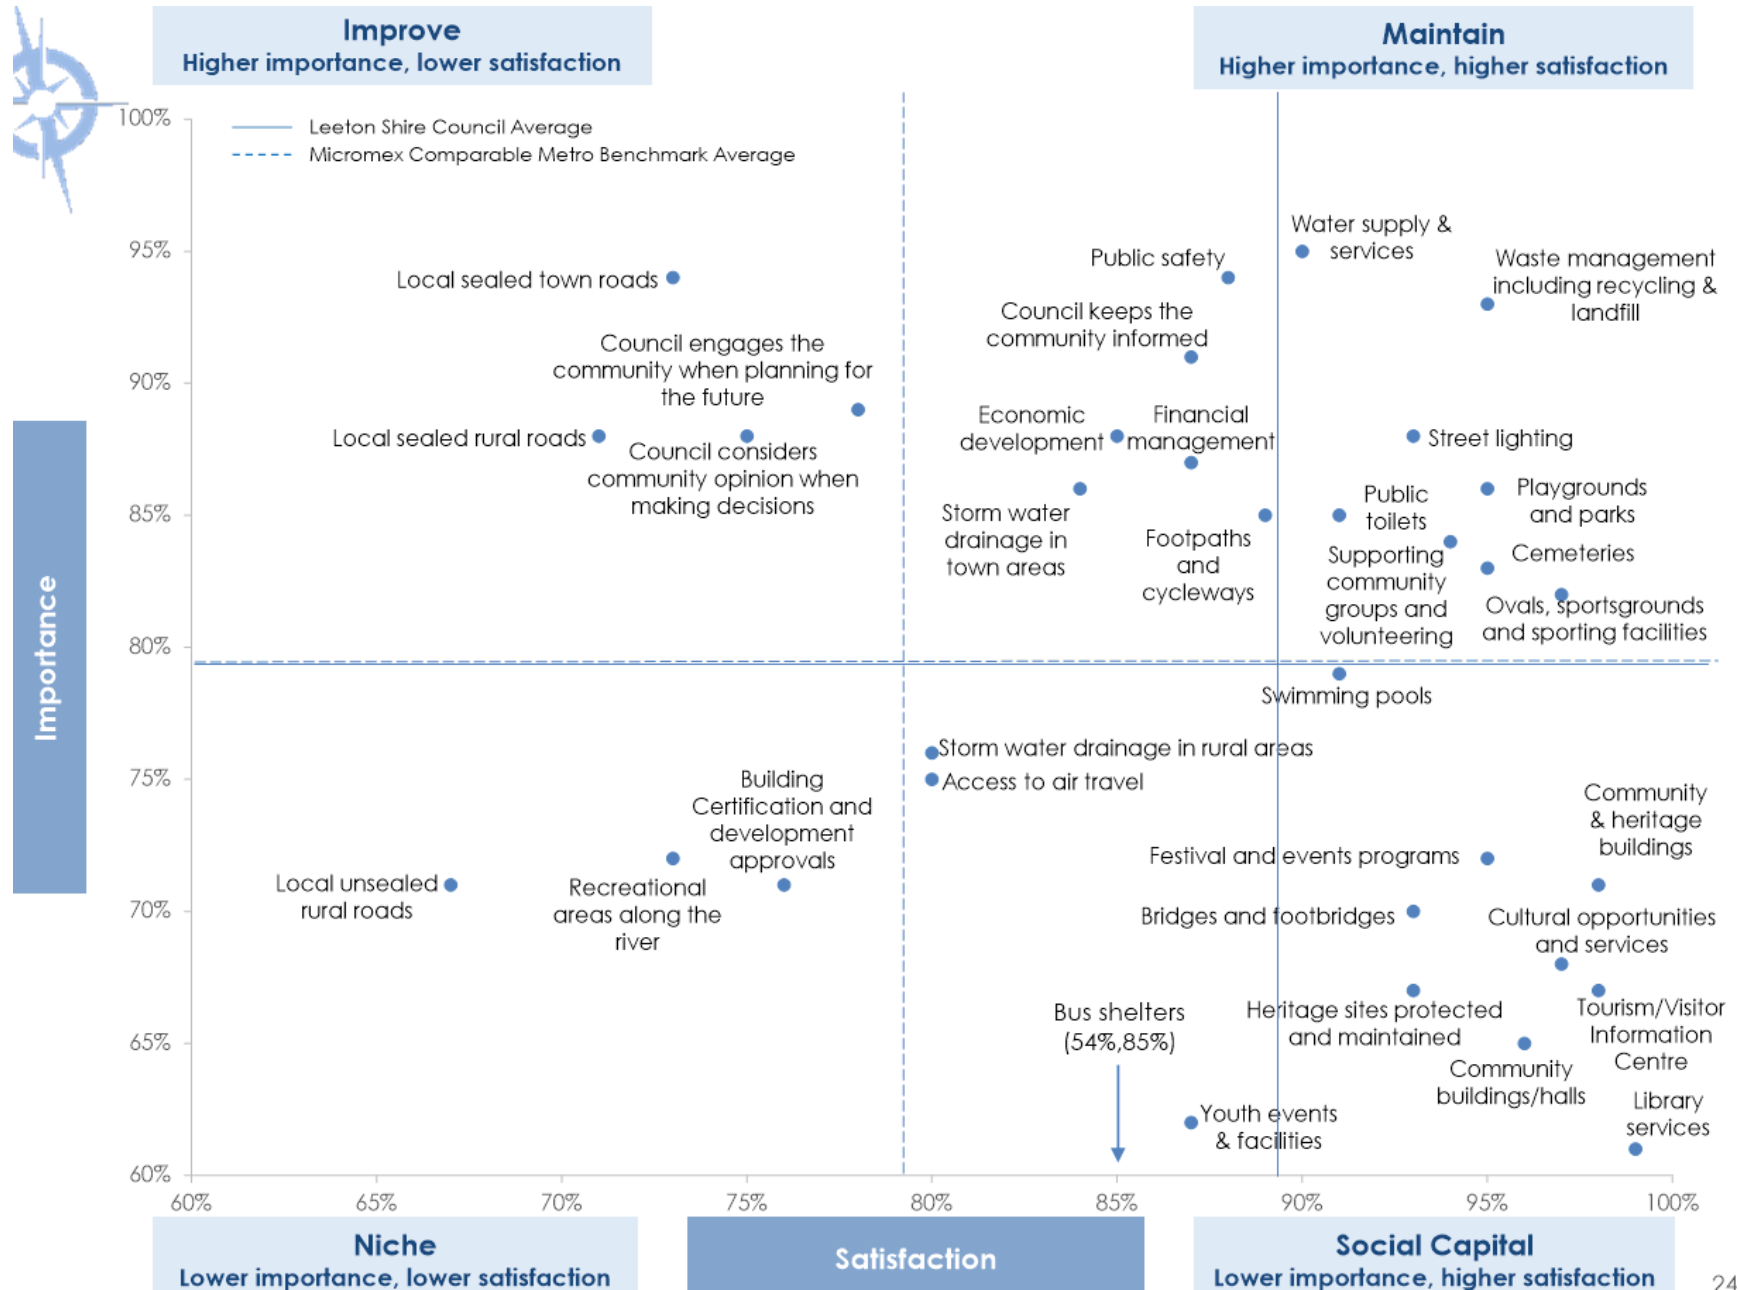 Improve
Higher importance, lower satisfaction
Maintain
Higher importance, higher satisfaction
100%
Leeton Shire Council Average
Micromex Comparable Metro Benchmark Average
95%
90%
85%
80%
75%
70%
65%
60%
Importance
Local sealed town roads
Council engages the
community when planning for
the future
Local sealed rural roads
Council considers
community opinion when
making decisions
Public safety
Council keeps the
community informed
Economic
development
Financial
management
Storm water
drainage in
town areas
Footpaths
and
cycleways
Water supply &
services
Waste management
including recycling &
landfill
Street lighting
Public
toilets
Playgrounds
and parks
Supporting
community
groups and
volunteering
Cemeteries
Ovals, sportsgrounds
and sporting facilities
Swimming pools
Storm water drainage in rural areas
Access to air travel
Building
Certification and
development
approvals
Local unsealed
rural roads
Recreational
areas along the
river
Community
& heritage
buildings
Festival and events programs
Bridges and footbridges
Cultural opportunities
and services
Heritage sites protected
and maintained
Tourism/Visitor
Information
Centre
Bus shelters
(54%,85%)
Community
buildings/halls
Youth events
& facilities
Library
services
60%
65%
70%
75%
80%
85%
90%
95%
100%
Niche
Lower importance, lower satisfaction
Satisfaction
Social Capital
Lower importance, higher satisfaction
24